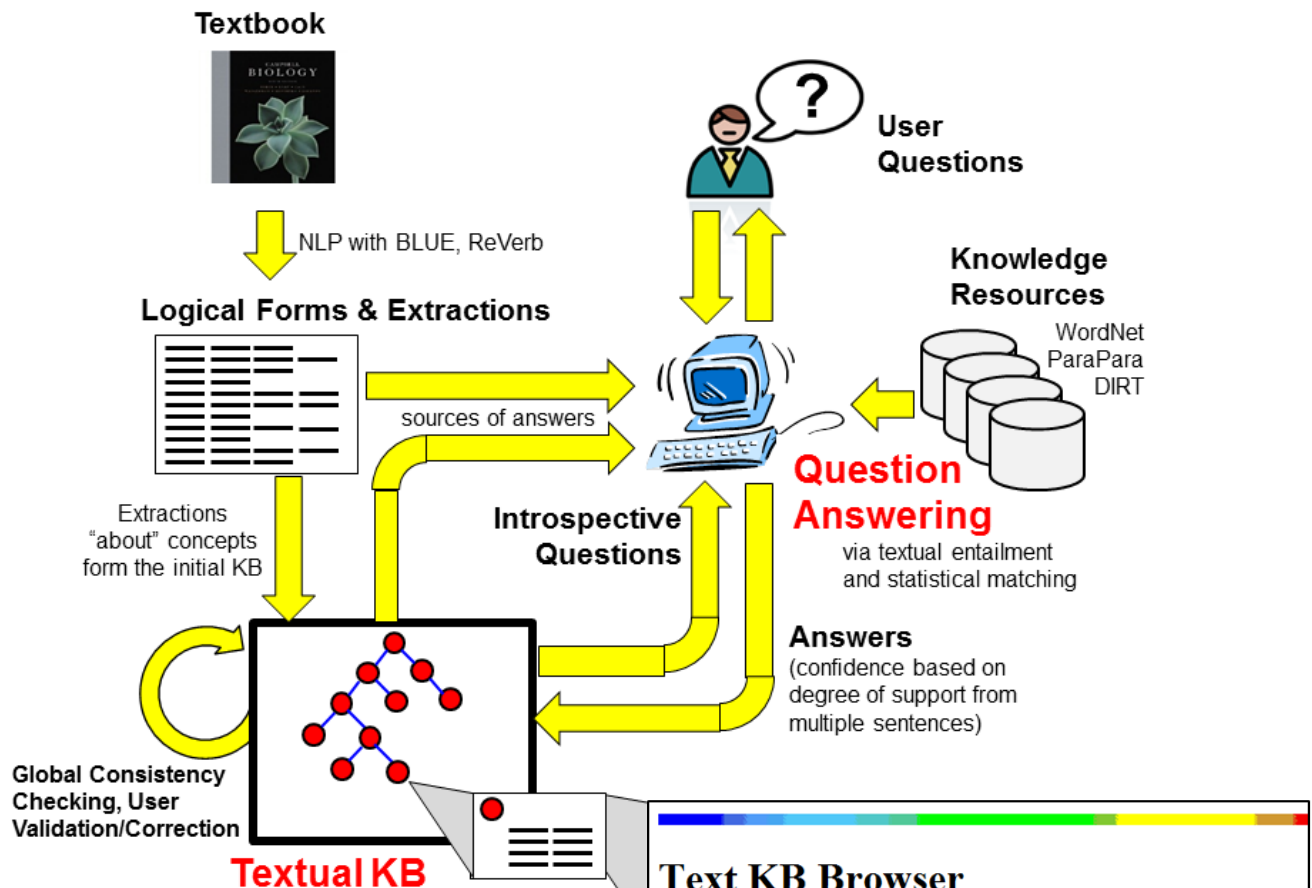 Textbook
CAMPBELL
BIOLOGY
?
User
Questions
NLP with BLUE, ReVerb
Knowledge
Resources
WordNet
ParaPara
DIRT
Logical Forms & Extractions
sources of answers
Question
Answering
via textual entailment
and statistical matching
Extractions
“about” concepts
form the initial KB
Introspective
Questions
Answers
(confidence based on
degree of support from
multiple sentences)
Global Consistency
Checking, User
Validation/Correction
Textual KB
Text KB Browser